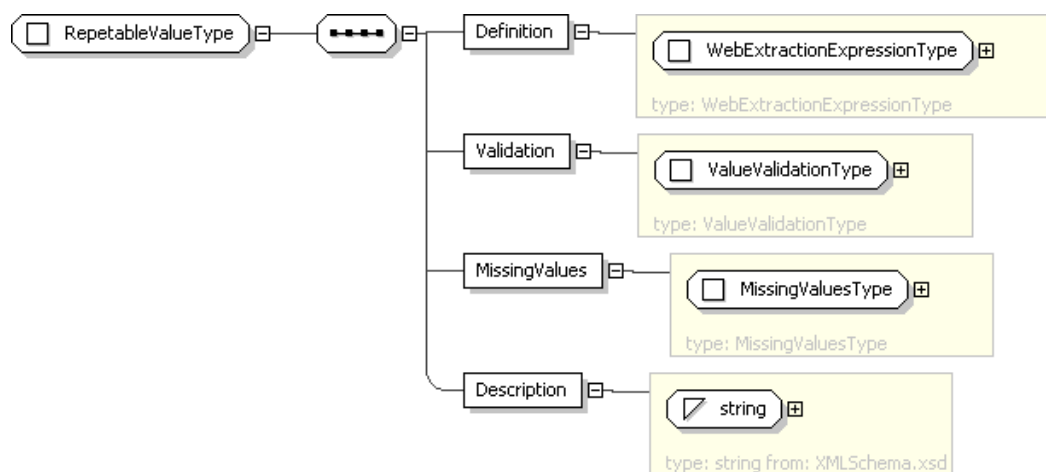 RepetableValueType
Definition
WebExtractionExpressionType
type: WebExtractionExpressionType
Validation
ValueValidationType
type: ValueValidationType
MissingValues
MissingValuesType
type: MissingValuesType
Description
string
type: string from: XMLSchema.xsd